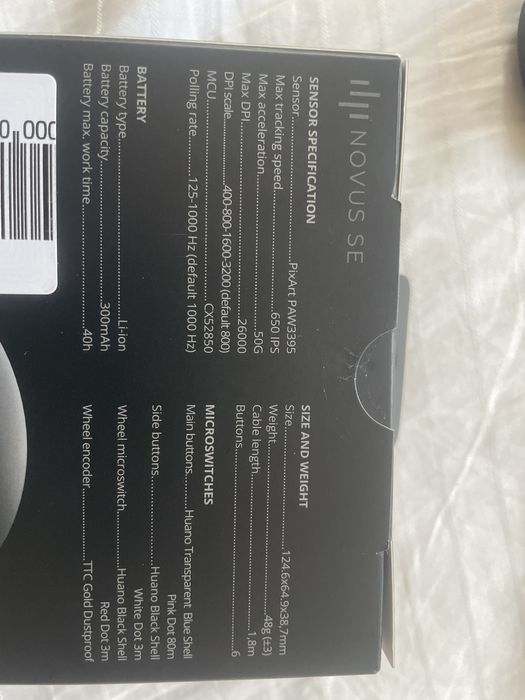 NOVUS SE
SENSOR SPECIFICATION
Sensor..............................PixArt PAW3395
Max tracking speed..............................650 IPS
Max acceleration..............................50G
Max DPI..............................26000
DPI scale..............................400-800-1600-3200 (default 800)
MCU..............................CX52850
Polling rate..........125-1000 Hz (default 1000 Hz)
BATTERY
Battery type..............................Li-ion
Battery capacity..............................300mAh
Battery max. work time..............................40h
SIZE AND WEIGHT
Size..............................124,6x64,9x38,7mm
Weight..............................48g (±3)
Cable length..............................1,8m
Buttons..............................6
MICROSWITCHES
Main buttons..........Huano Transparent Blue Shell
Pink Dot 80m
Side buttons..............................Huano Black Shell
White Dot 3m
Wheel microswitch..........Huano Black Shell
Red Dot 3m
Wheel encoder....................TTC Gold Dustproof